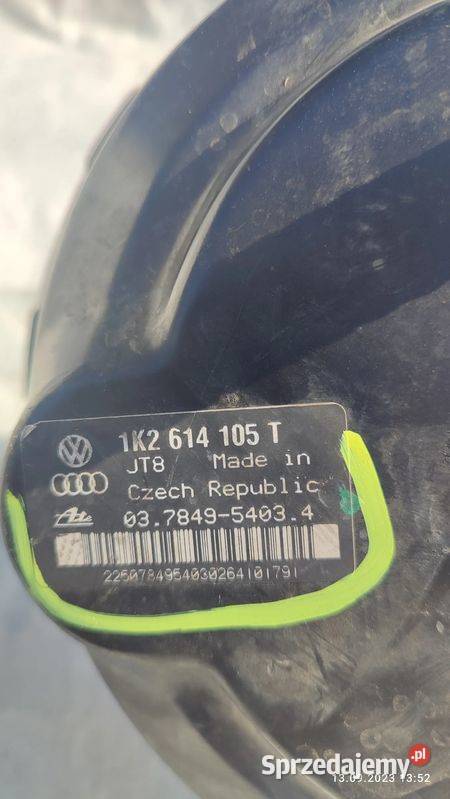 1K2 614 105 T
JT8 Made in
Czech Republic
Ate 03.7849-5403.4
2250784954030264101791
Sprzedajemy.pl
13.09.2023 13:52